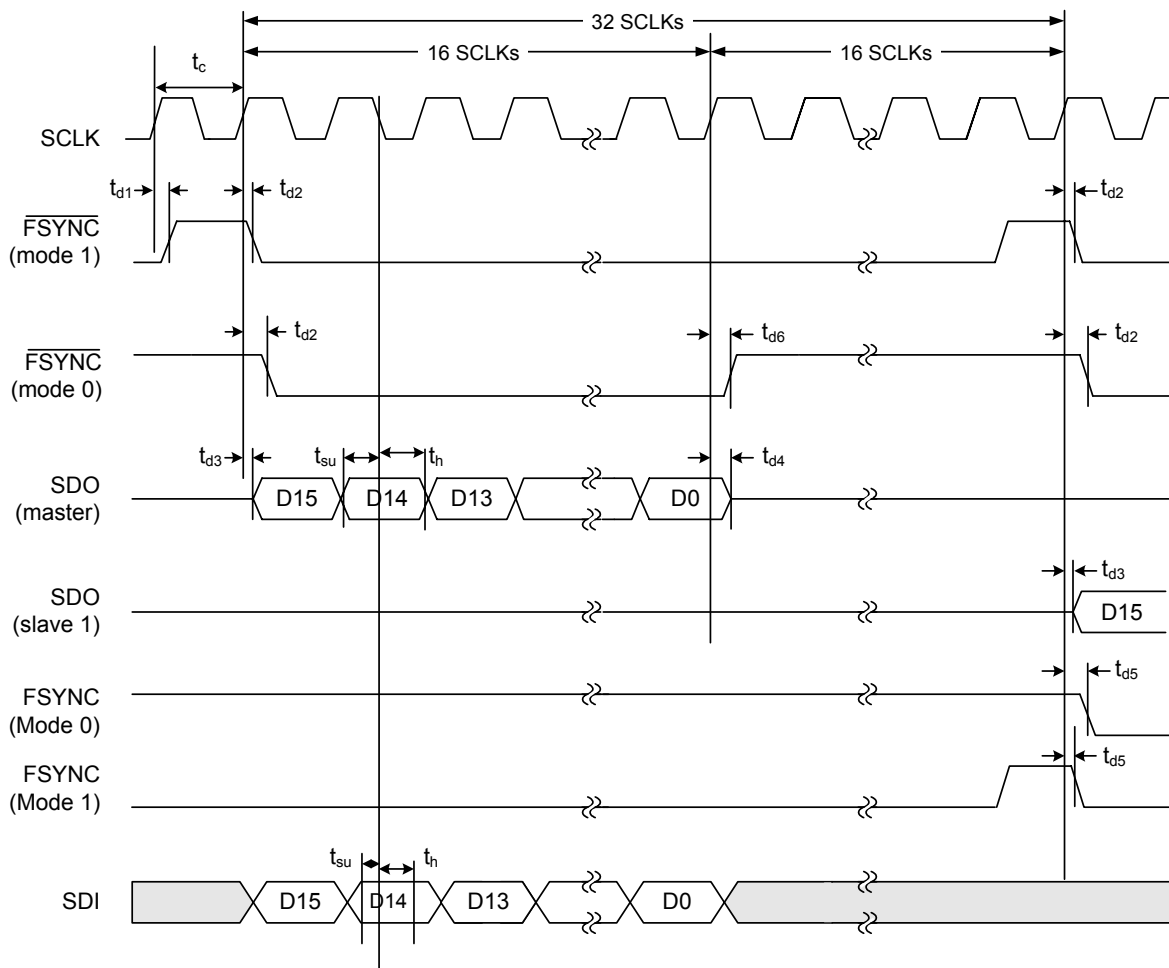 32 SCLKs
16 SCLKs
16 SCLKs
tc
SCLK
td1
td2
td2
FSYNC
(mode 1)
td2
td6
td2
FSYNC
(mode 0)
td3
tsu
th
td4
SDO
(master)
D15
D14
D13
D0
td3
SDO
(slave 1)
D15
td5
FSYNC
(Mode 0)
td5
FSYNC
(Mode 1)
tsu
th
SDI
D15
D14
D13
D0